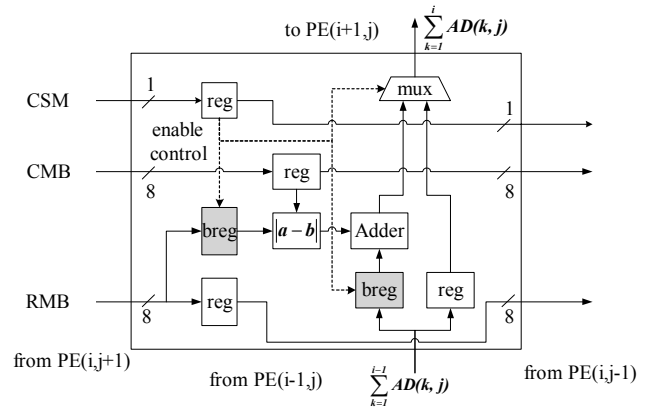 to PE(i+1,j)
i
∑ AD(k, j)
k=1
mux
CSM
1
reg
1
enable
control
CMB
8
reg
8
breg
|a − b|
Adder
breg
reg
RMB
8
reg
8
from PE(i,j+1)
from PE(i-1,j)
i−1
∑ AD(k, j)
k=1
from PE(i,j-1)